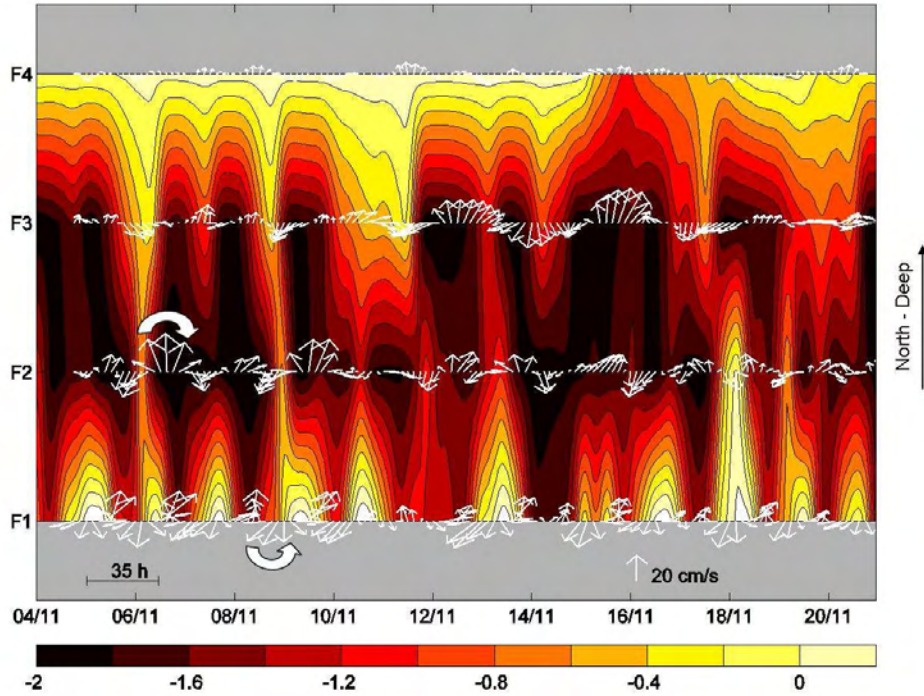 F4
F3
North - Deep
F2
F1
35 h
20 cm/s
04/11 06/11 08/11 10/11 12/11 14/11 16/11 18/11 20/11
-2 -1.6 -1.2 -0.8 -0.4 0